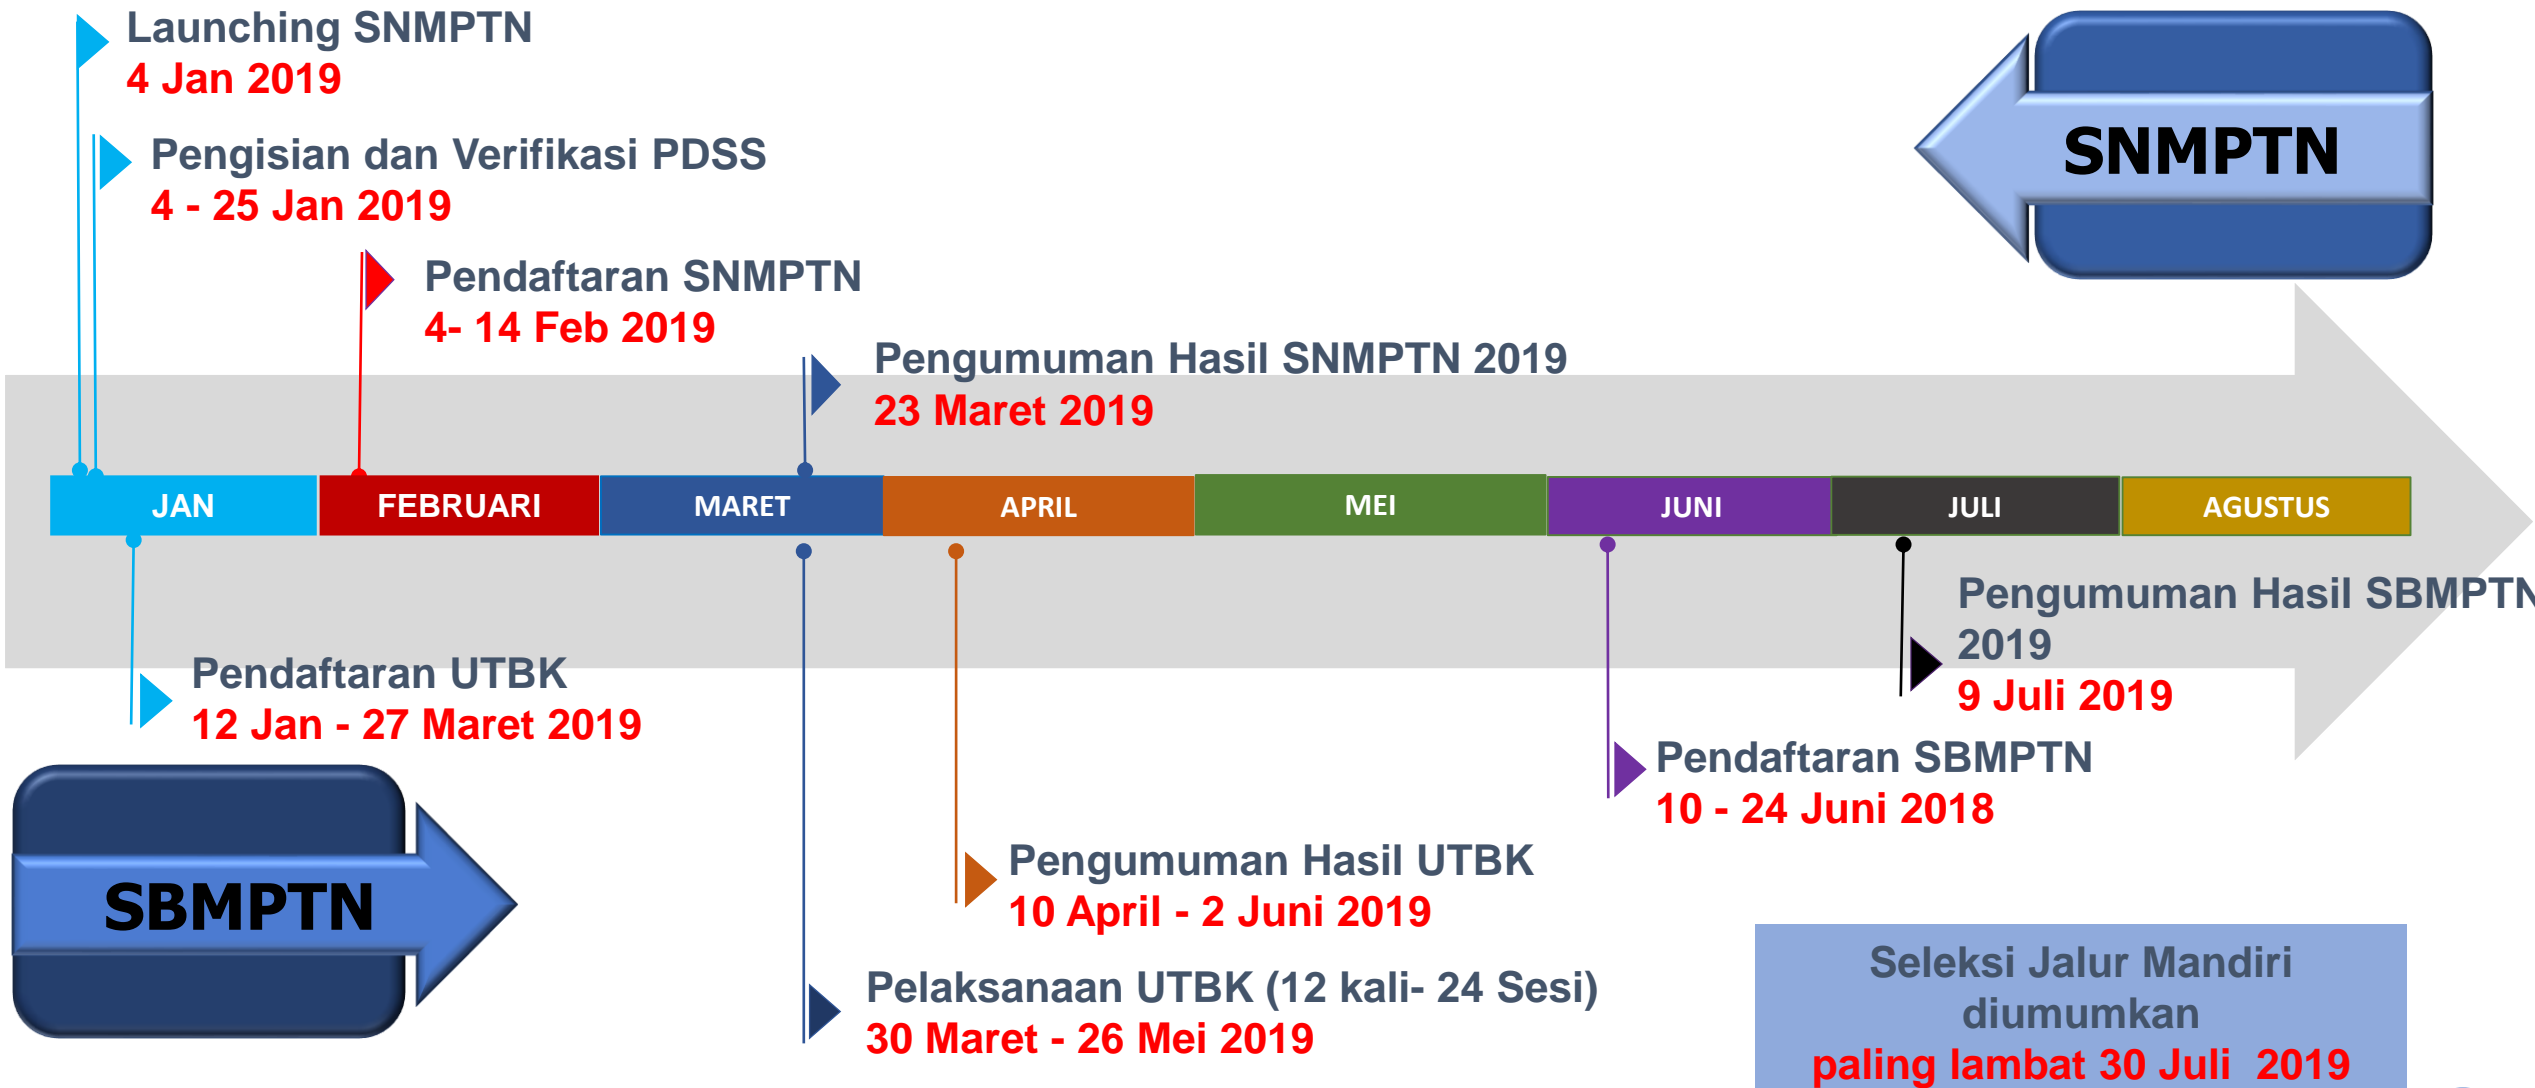 Launching SNMPTN
4 Jan 2019
SNMPTN
Pengisian dan Verifikasi PDSS
4 - 25 Jan 2019
Pendaftaran SNMPTN
4- 14 Feb 2019
Pengumuman Hasil SNMPTN 2019
23 Maret 2019
JAN
FEBRUARI
MARET
APRIL
MEI
JUNI
JULI
AGUSTUS
Pengumuman Hasil SBMPTN
2019
9 Juli 2019
Pendaftaran UTBK
12 Jan - 27 Maret 2019
Pendaftaran SBMPTN
10 - 24 Juni 2018
SBMPTN
Pengumuman Hasil UTBK
10 April - 2 Juni 2019
Pelaksanaan UTBK (12 kali- 24 Sesi)
30 Maret - 26 Mei 2019
Seleksi Jalur Mandiri
diumumkan
paling lambat 30 Juli 2019